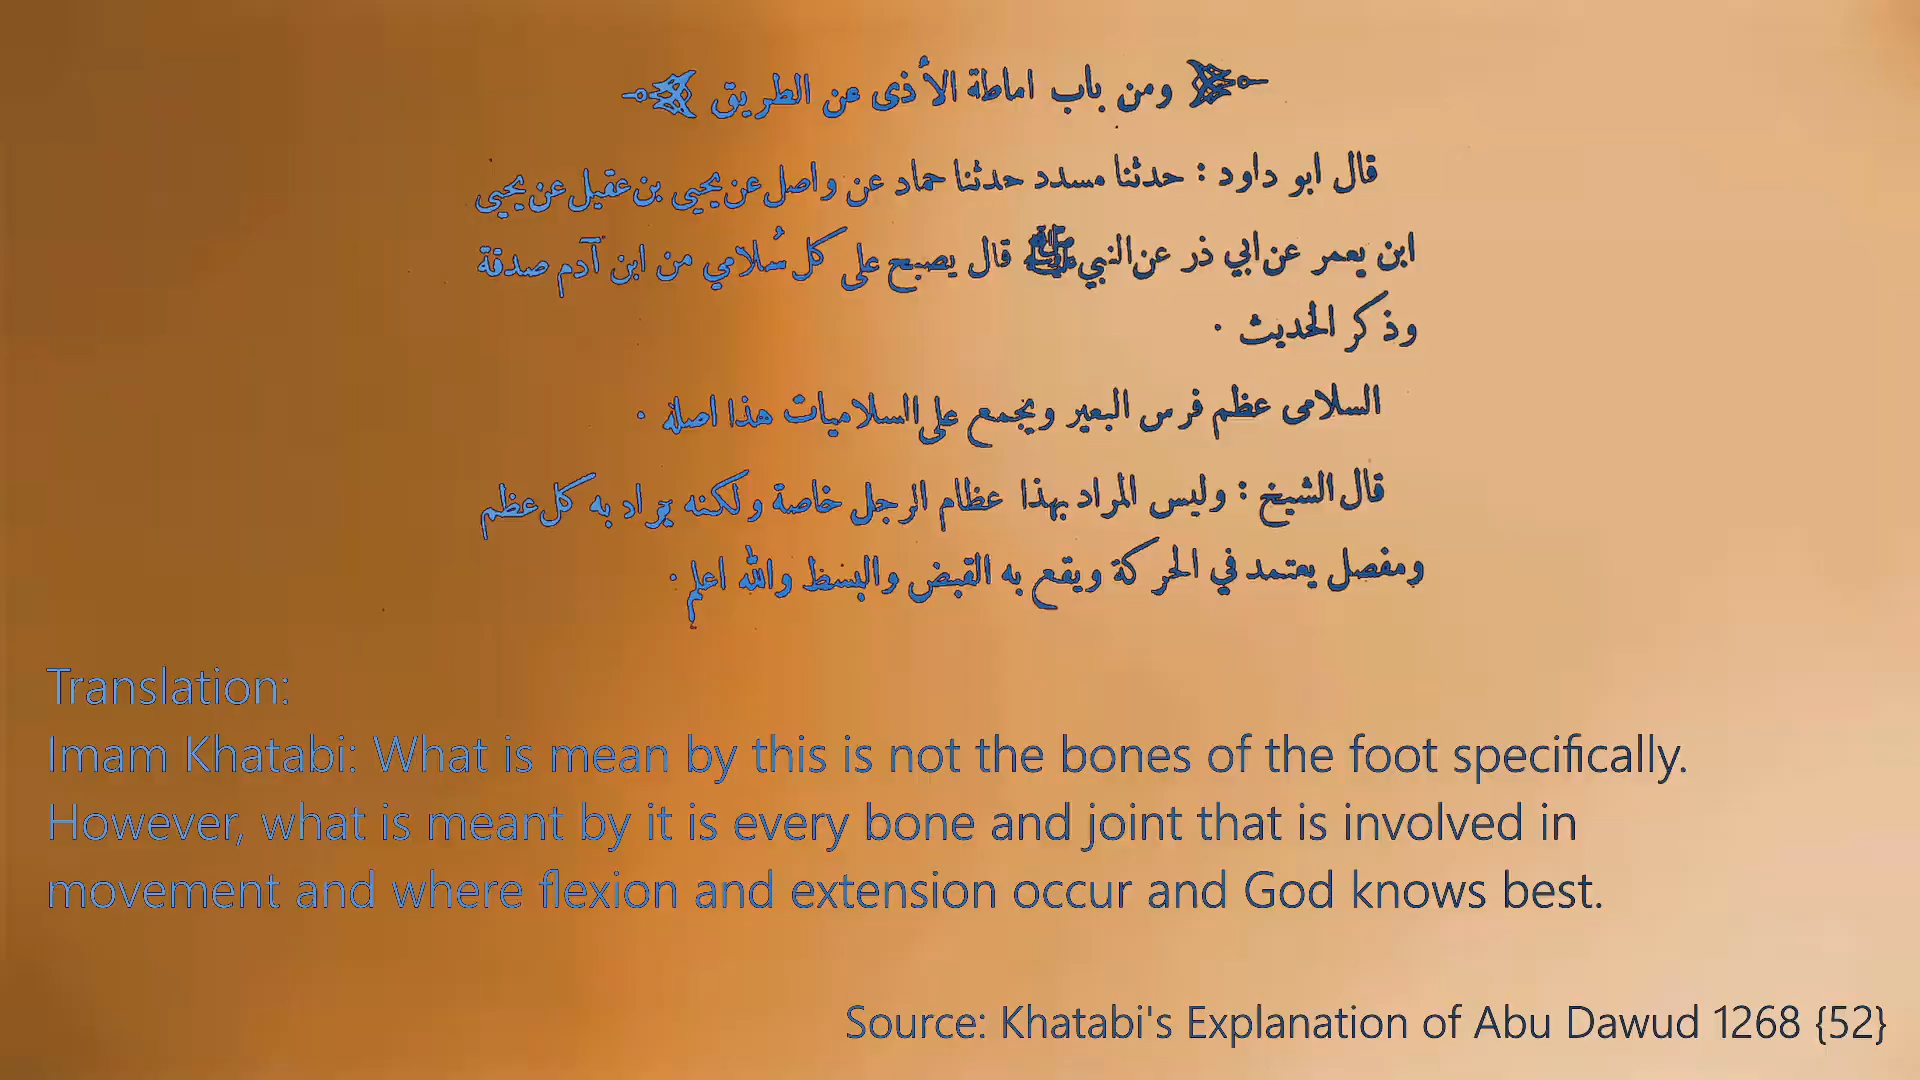 ومن باب اماطة الأذى عن الطريق
قال ابو داود : حدثنا مسدد حدثنا حماد عن واصل عن يحيى بن عقيل عن يحيى
ابن يعمر عن ابي ذر عن النبي ﷺ قال يصبح على كل سُلامي من ابن آدم صدقة
وذكر الحديث ·
السلامى عظم فرس البعير ويجمع على السلاميات هذا اصله ·
قال الشيخ : وليس المراد بهذا عظام الرجل خاصة ولكنه يراد به كل عظم
ومفصل يعتمد في الحركة ويقع به القبض والبسط والله اعلم ·
Translation:
Imam Khatabi: What is mean by this is not the bones of the foot specifically.
However, what is meant by it is every bone and joint that is involved in
movement and where flexion and extension occur and God knows best.
Source: Khatabi's Explanation of Abu Dawud 1268 {52}